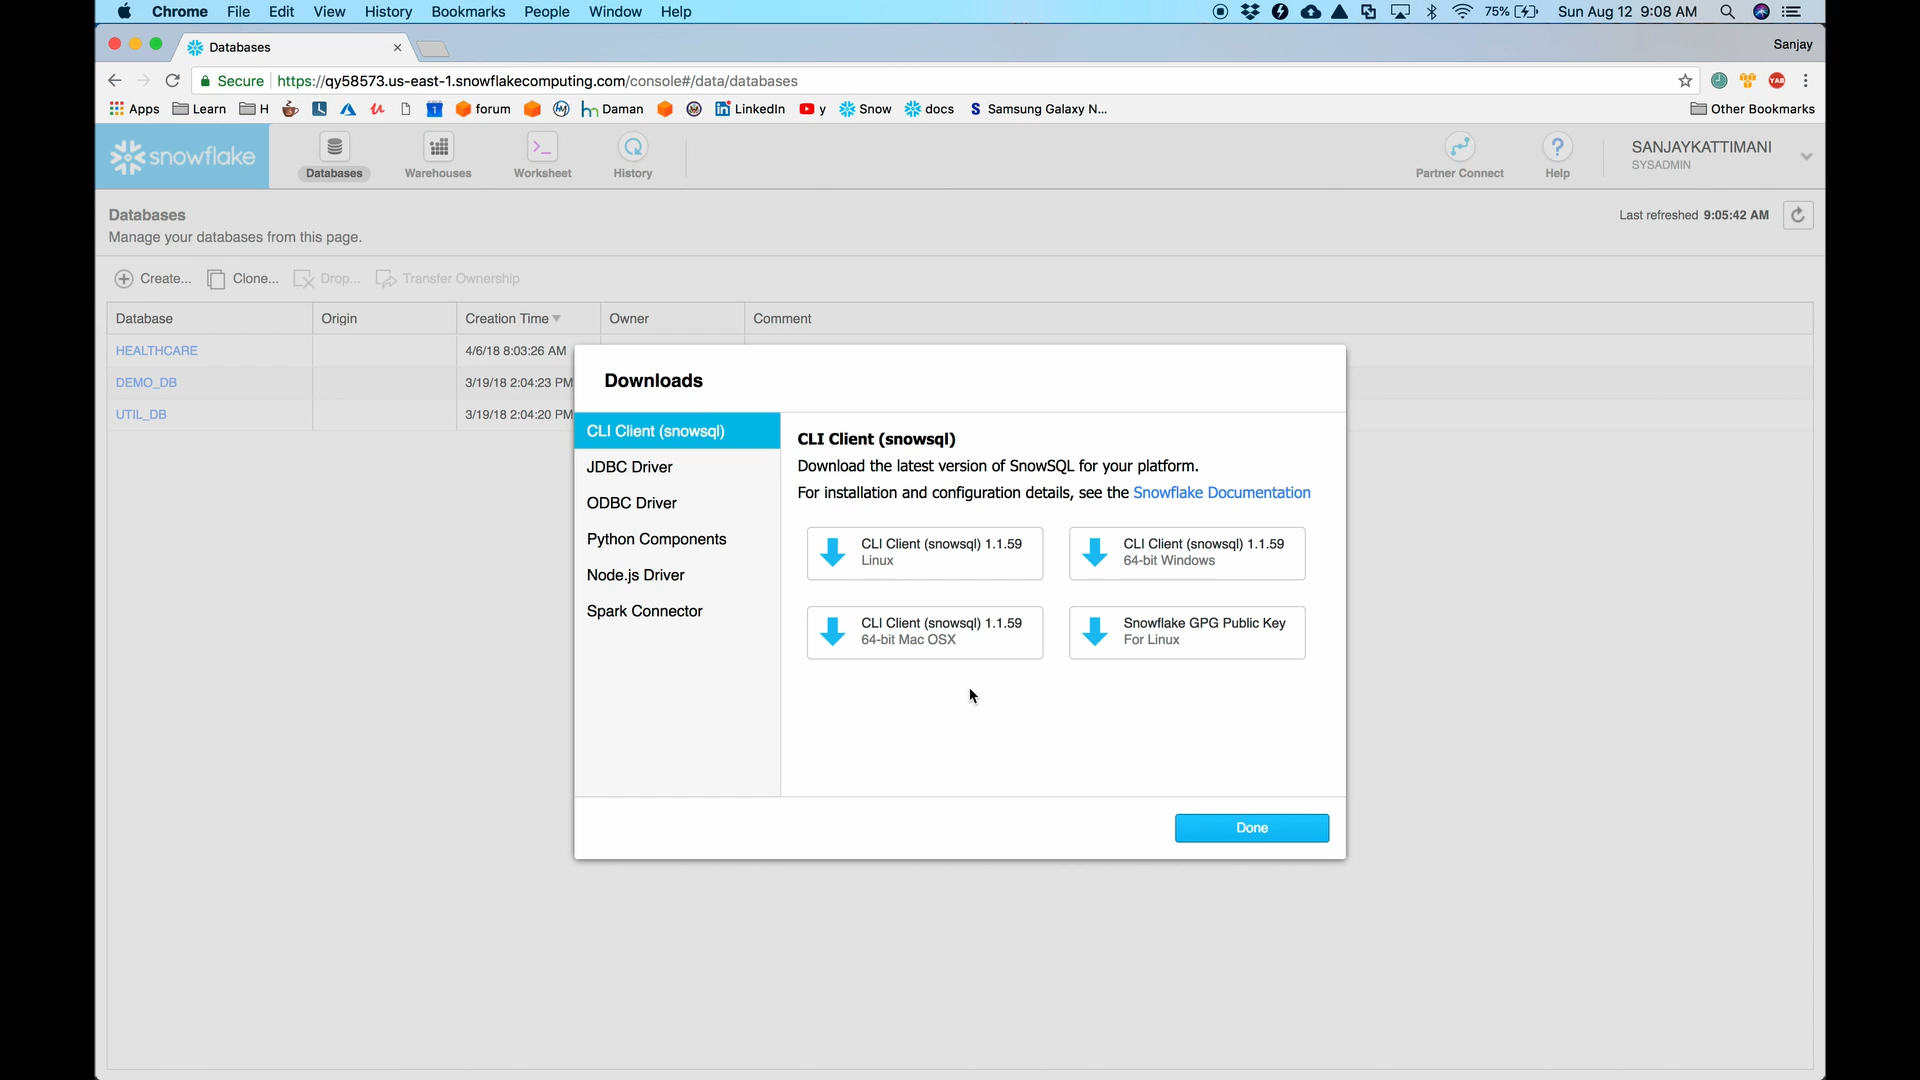 Chrome File Edit View History Bookmarks People Window Help 75% Sun Aug 12 9:08 AM
Databases Sanjay
Secure https://qy58573.us-east-1.snowflakecomputing.com/console#/data/databases
Apps Learn H 1 forum Daman LinkedIn y Snow docs S Samsung Galaxy N... Other Bookmarks
snowflake Databases Warehouses Worksheet History Partner Connect Help SANJAYKATTIMANI
SYSADMIN
Databases
Manage your databases from this page.
Last refreshed 9:05:42 AM
Create... Clone... Drop... Transfer Ownership
Database Origin Creation Time Owner Comment
HEALTHCARE 4/6/18 8:03:26 AM
DEMO_DB 3/19/18 2:04:23 PM
UTIL_DB 3/19/18 2:04:20 PM
Downloads
CLI Client (snowsql)
JDBC Driver
ODBC Driver
Python Components
Node.js Driver
Spark Connector
CLI Client (snowsql)
Download the latest version of SnowSQL for your platform.
For installation and configuration details, see the Snowflake Documentation
CLI Client (snowsql) 1.1.59
Linux
CLI Client (snowsql) 1.1.59
64-bit Windows
CLI Client (snowsql) 1.1.59
64-bit Mac OSX
Snowflake GPG Public Key
For Linux
Done